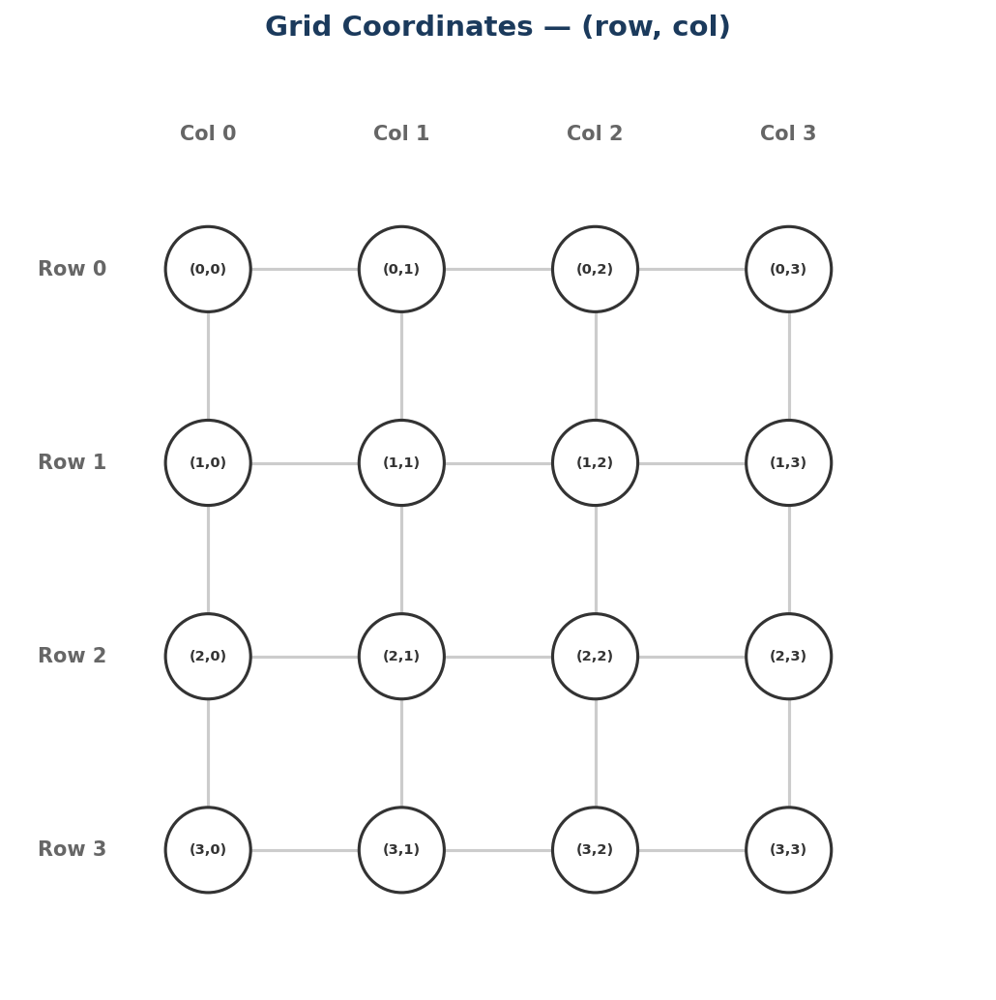 Grid Coordinates — (row, col)
Col 0 Col 1 Col 2 Col 3
Row 0 (0,0) (0,1) (0,2) (0,3)
Row 1 (1,0) (1,1) (1,2) (1,3)
Row 2 (2,0) (2,1) (2,2) (2,3)
Row 3 (3,0) (3,1) (3,2) (3,3)